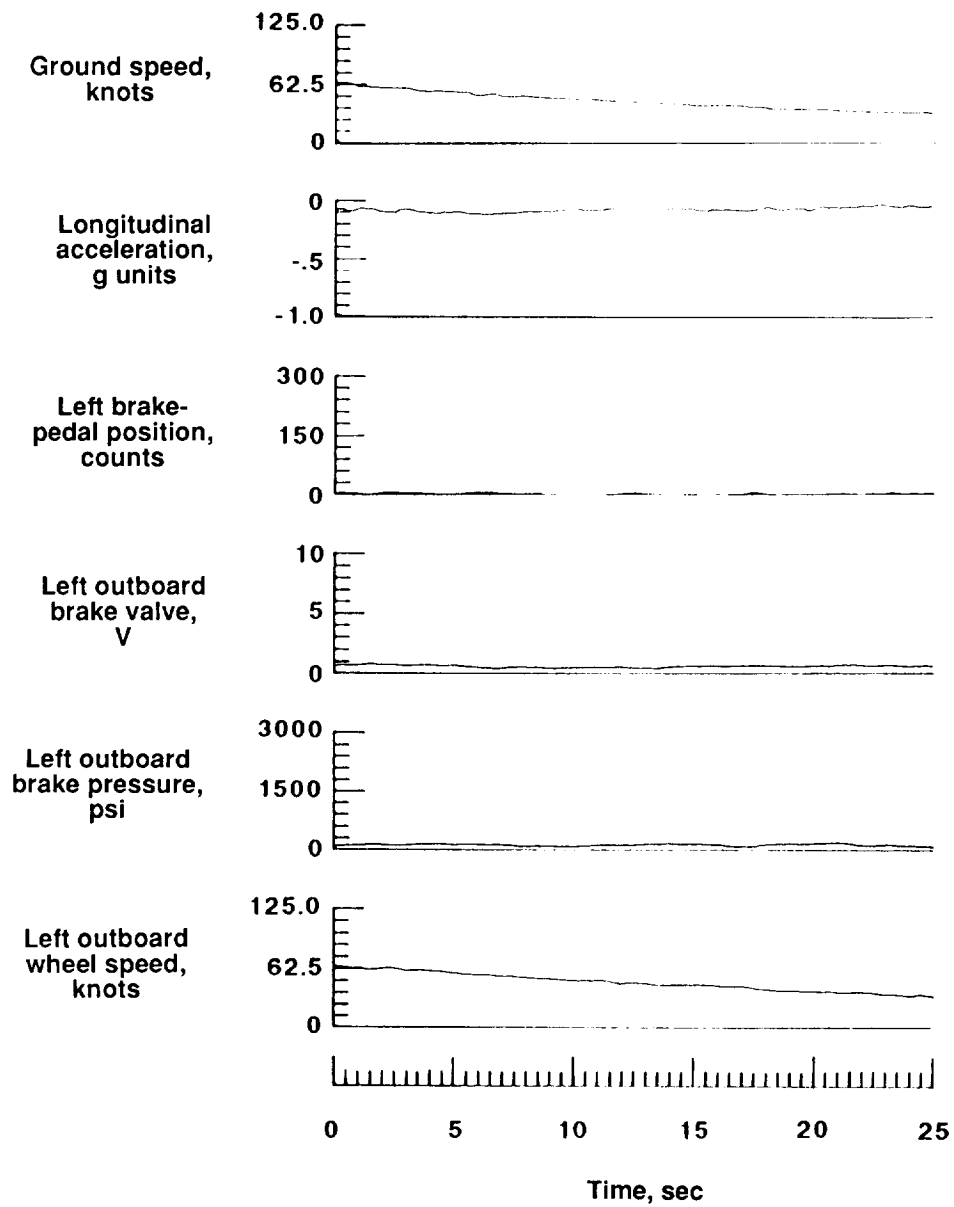 125.0
Ground speed,
knots
62.5
0
0
Longitudinal
acceleration,
g units
-.5
-1.0
300
Left brake-
pedal position,
counts
150
0
10
Left outboard
brake valve,
V
5
0
3000
Left outboard
brake pressure,
psi
1500
0
125.0
Left outboard
wheel speed,
knots
62.5
0
0 5 10 15 20 25
Time, sec